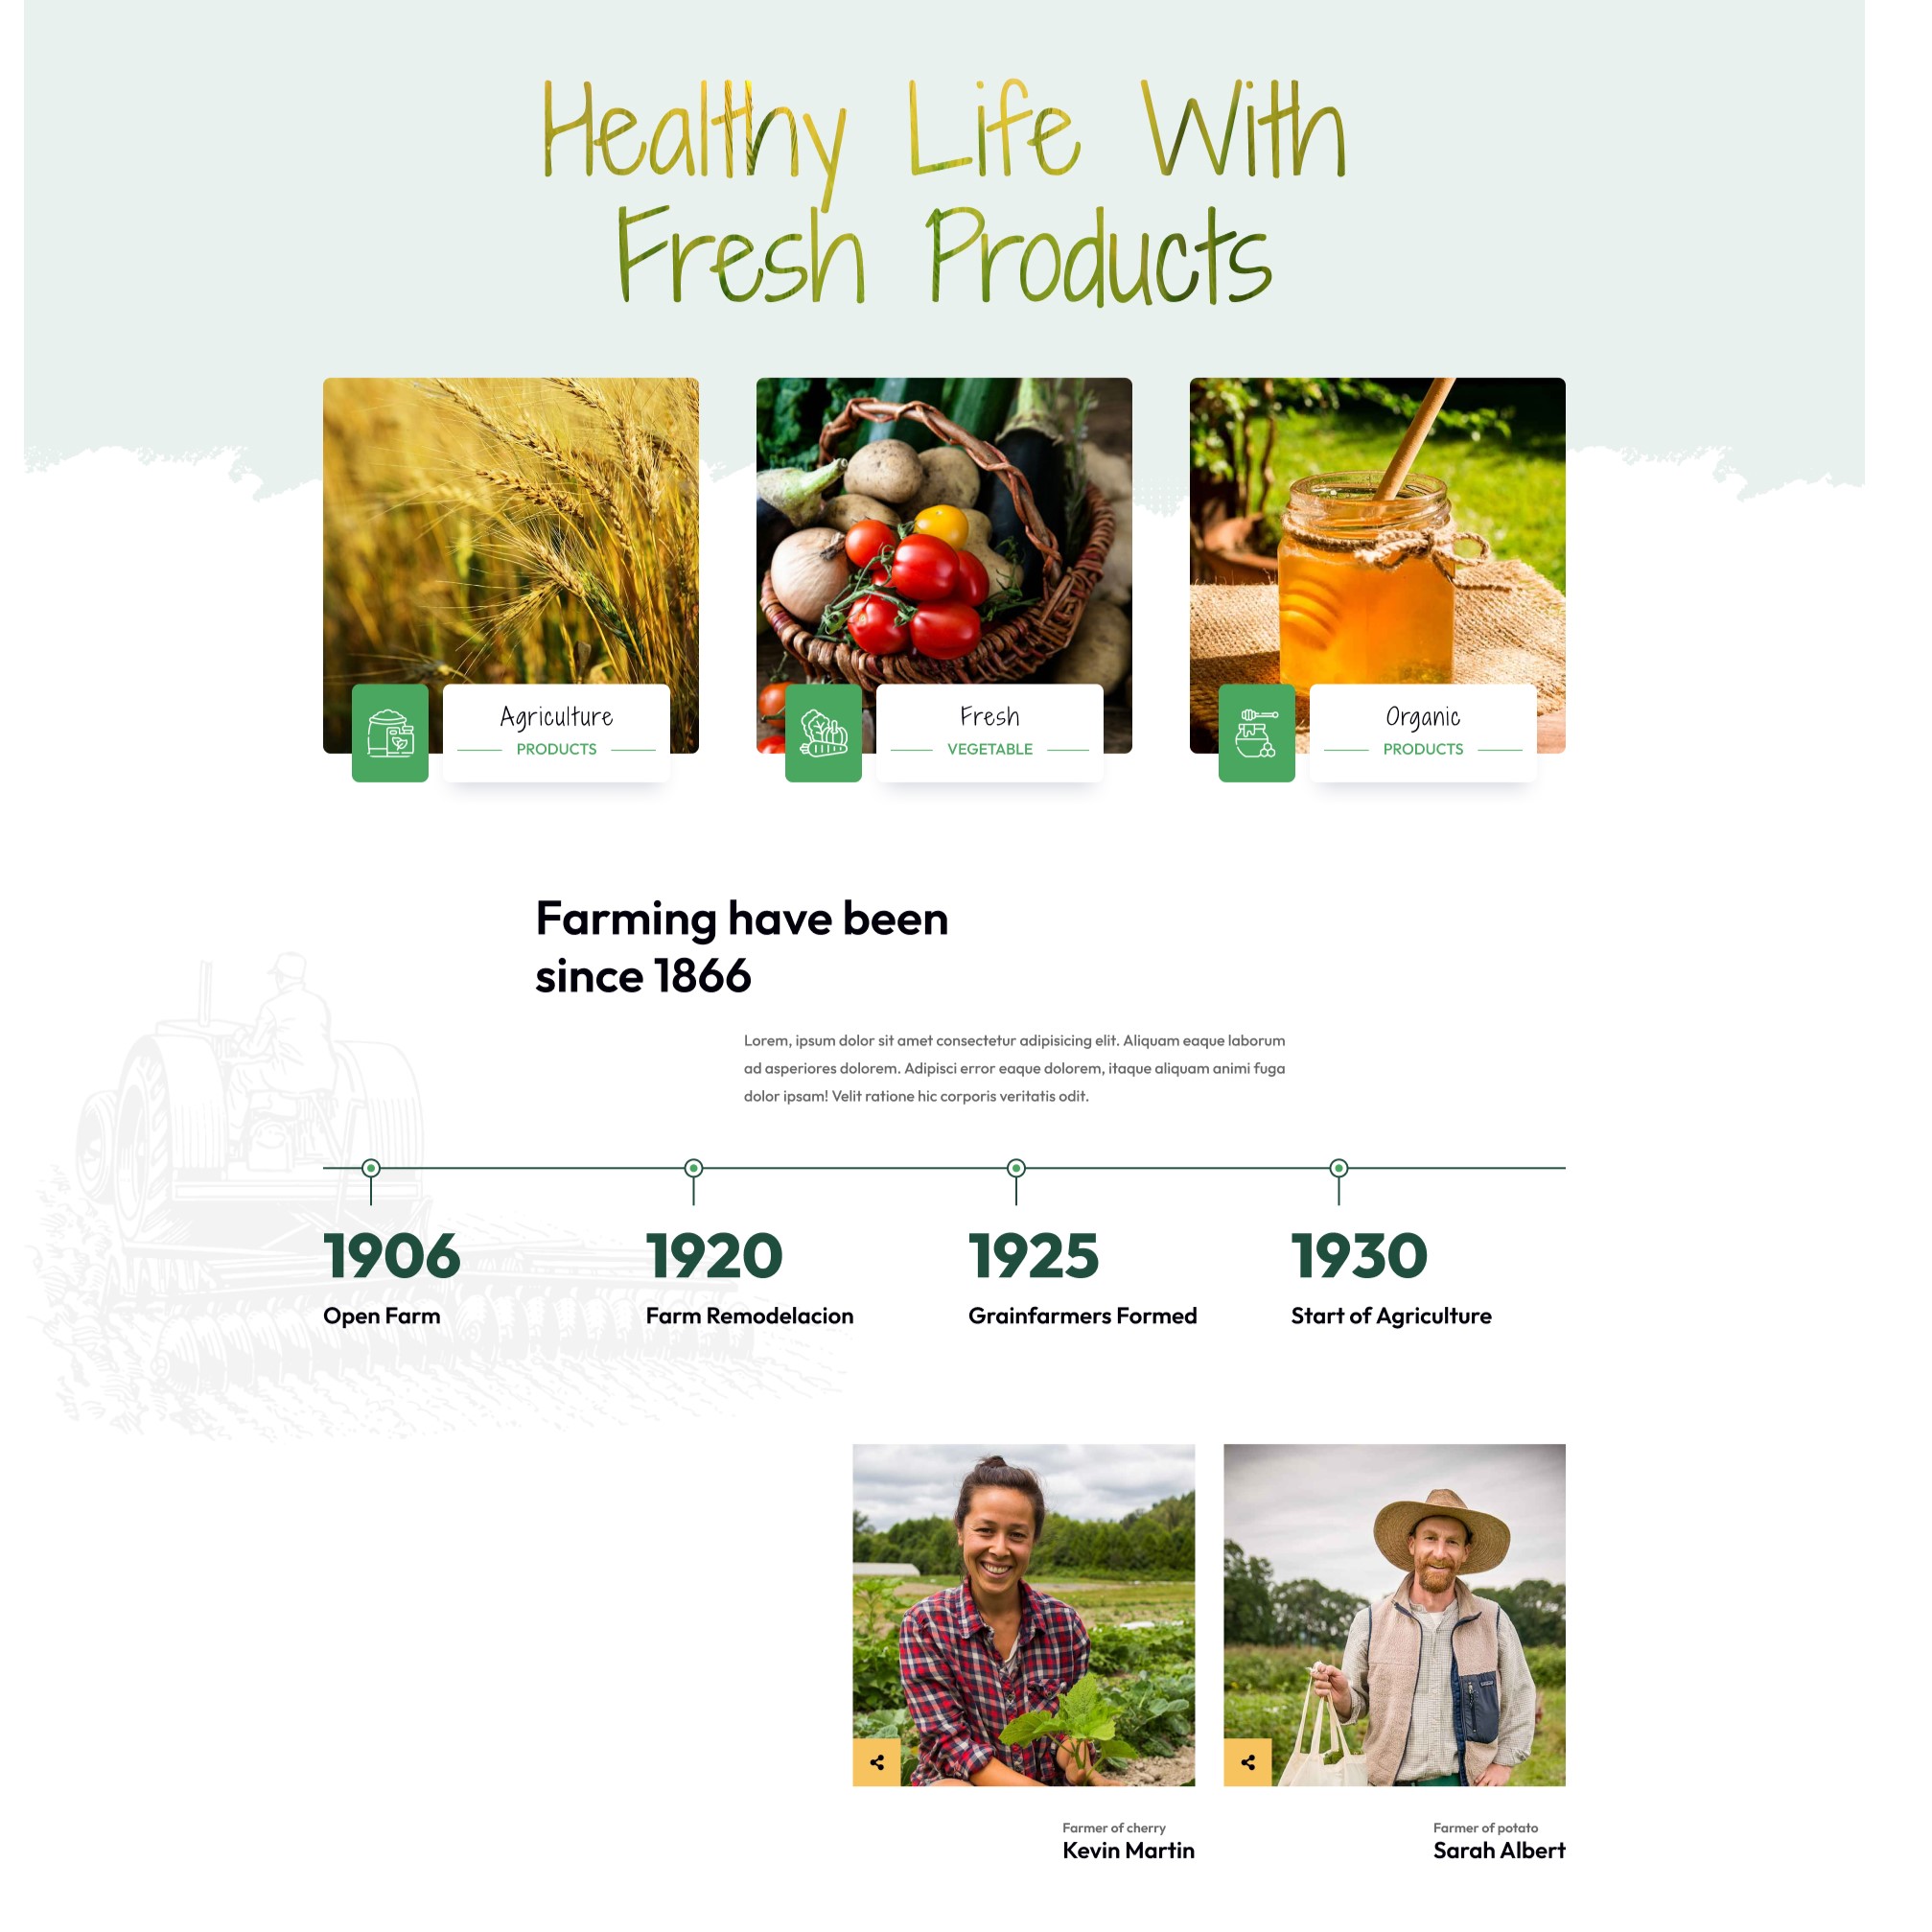 Healthy Life With
Fresh Products
Agriculture
PRODUCTS
Fresh
VEGETABLE
Organic
PRODUCTS
Farming have been
since 1866
Lorem, ipsum dolor sit amet consectetur adipisicing elit. Aliquam eaque laborum
ad asperiores dolorem. Adipisci error eaque dolorem, itaque aliquam animi fuga
dolor ipsam! Velit ratione hic corporis veritatis odit.
1906
Open Farm
1920
Farm Remodelacion
1925
Grainfarmers Formed
1930
Start of Agriculture
Farmer of cherry
Kevin Martin
Farmer of potato
Sarah Albert